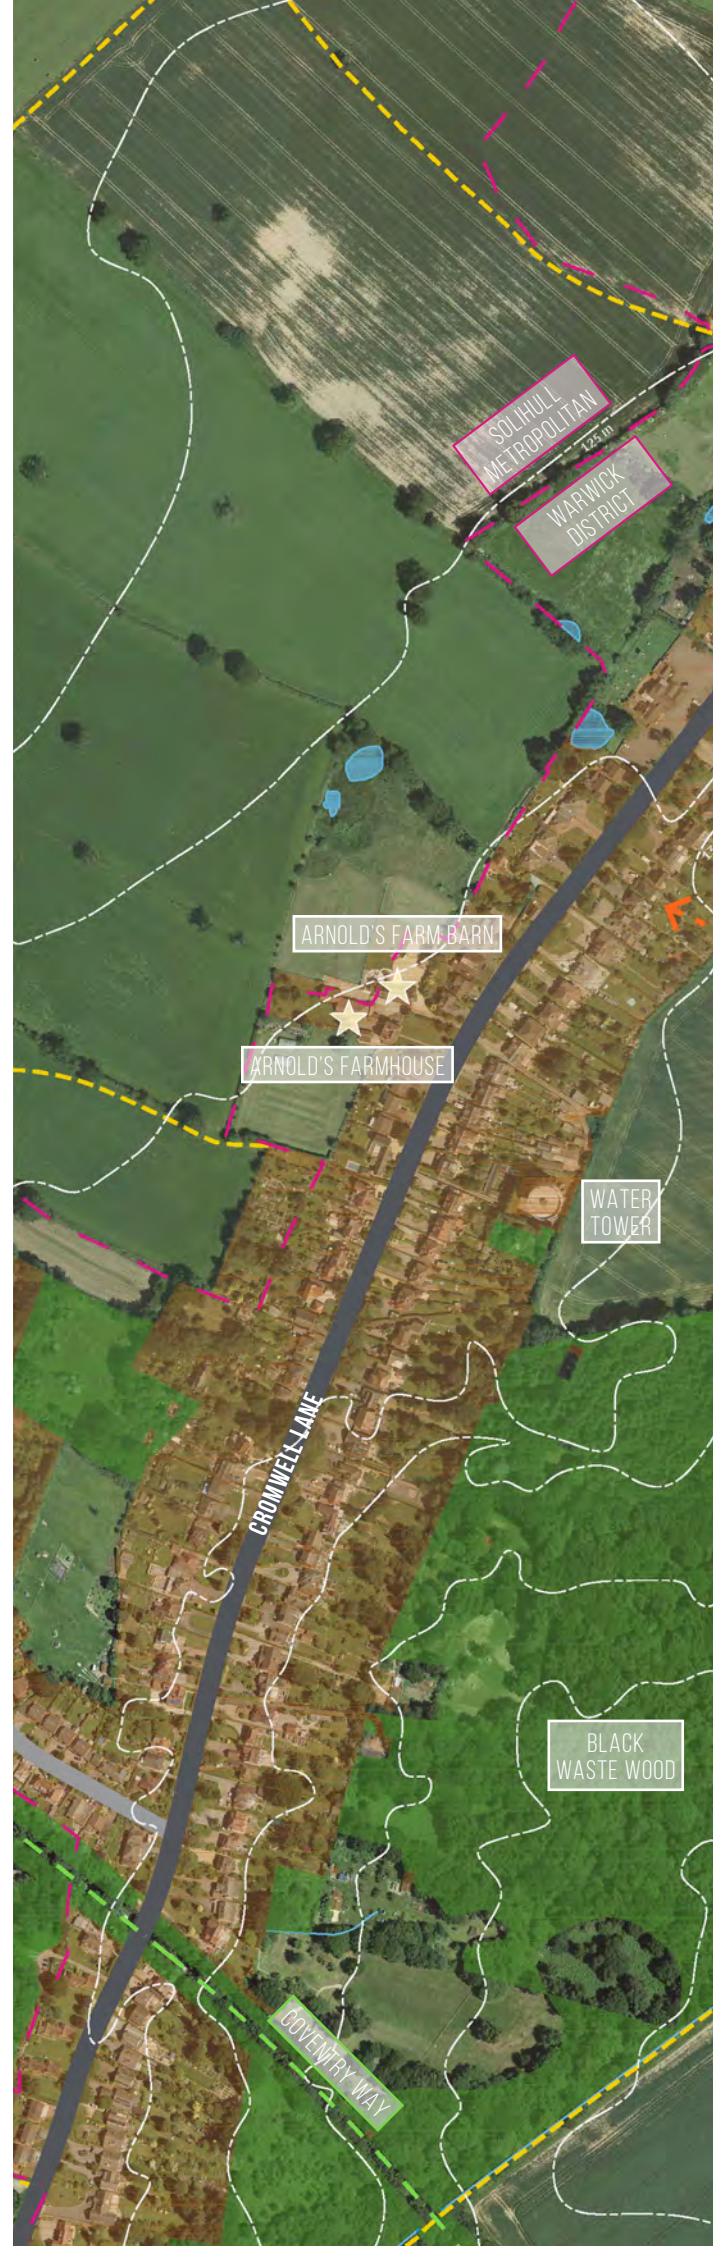 SOLIHULL
METROPOLITAN
125 m
WARWICK
DISTRICT
ARNOLD'S FARM BARN
ARNOLD'S FARMHOUSE
WATER
TOWER
CROMWELL LANE
BLACK
WASTE WOOD
COVENTRY WAY